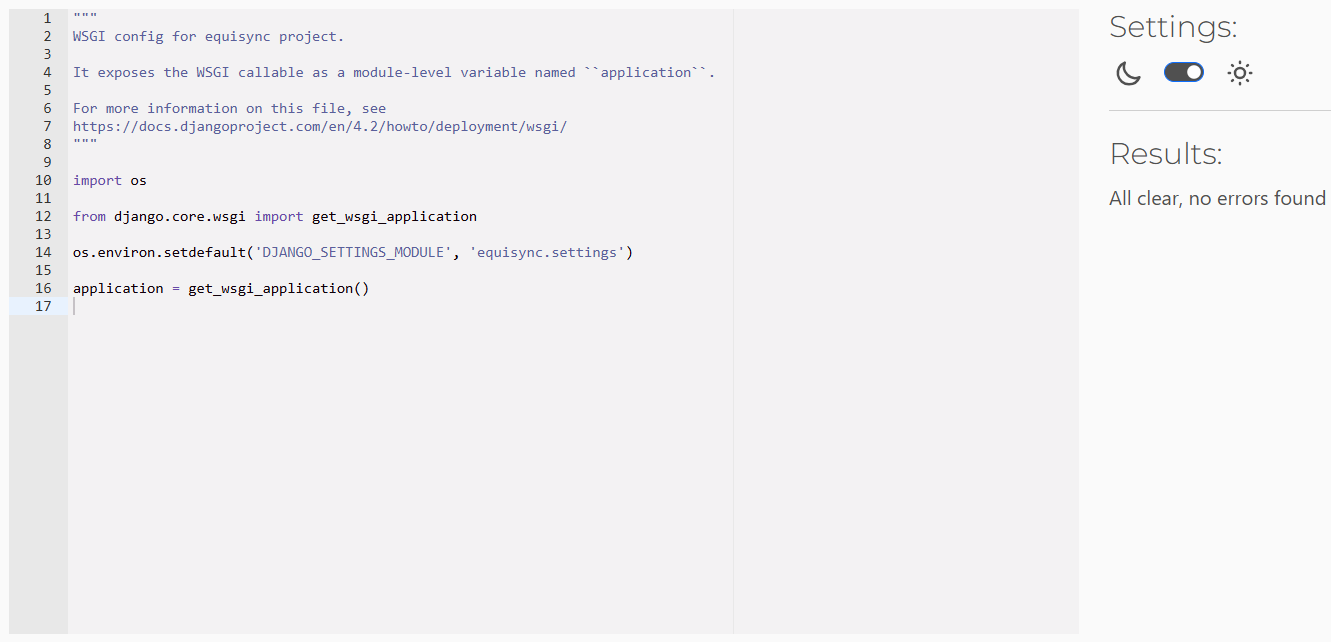 1 """
2 WSGI config for equisync project.
3
4 It exposes the WSGI callable as a module-level variable named ``application``.
5
6 For more information on this file, see
7 https://docs.djangoproject.com/en/4.2/howto/deployment/wsgi/
8 """
9
10 import os
11
12 from django.core.wsgi import get_wsgi_application
13
14 os.environ.setdefault('DJANGO_SETTINGS_MODULE', 'equisync.settings')
15
16 application = get_wsgi_application()
17
Settings:
Results:
All clear, no errors found